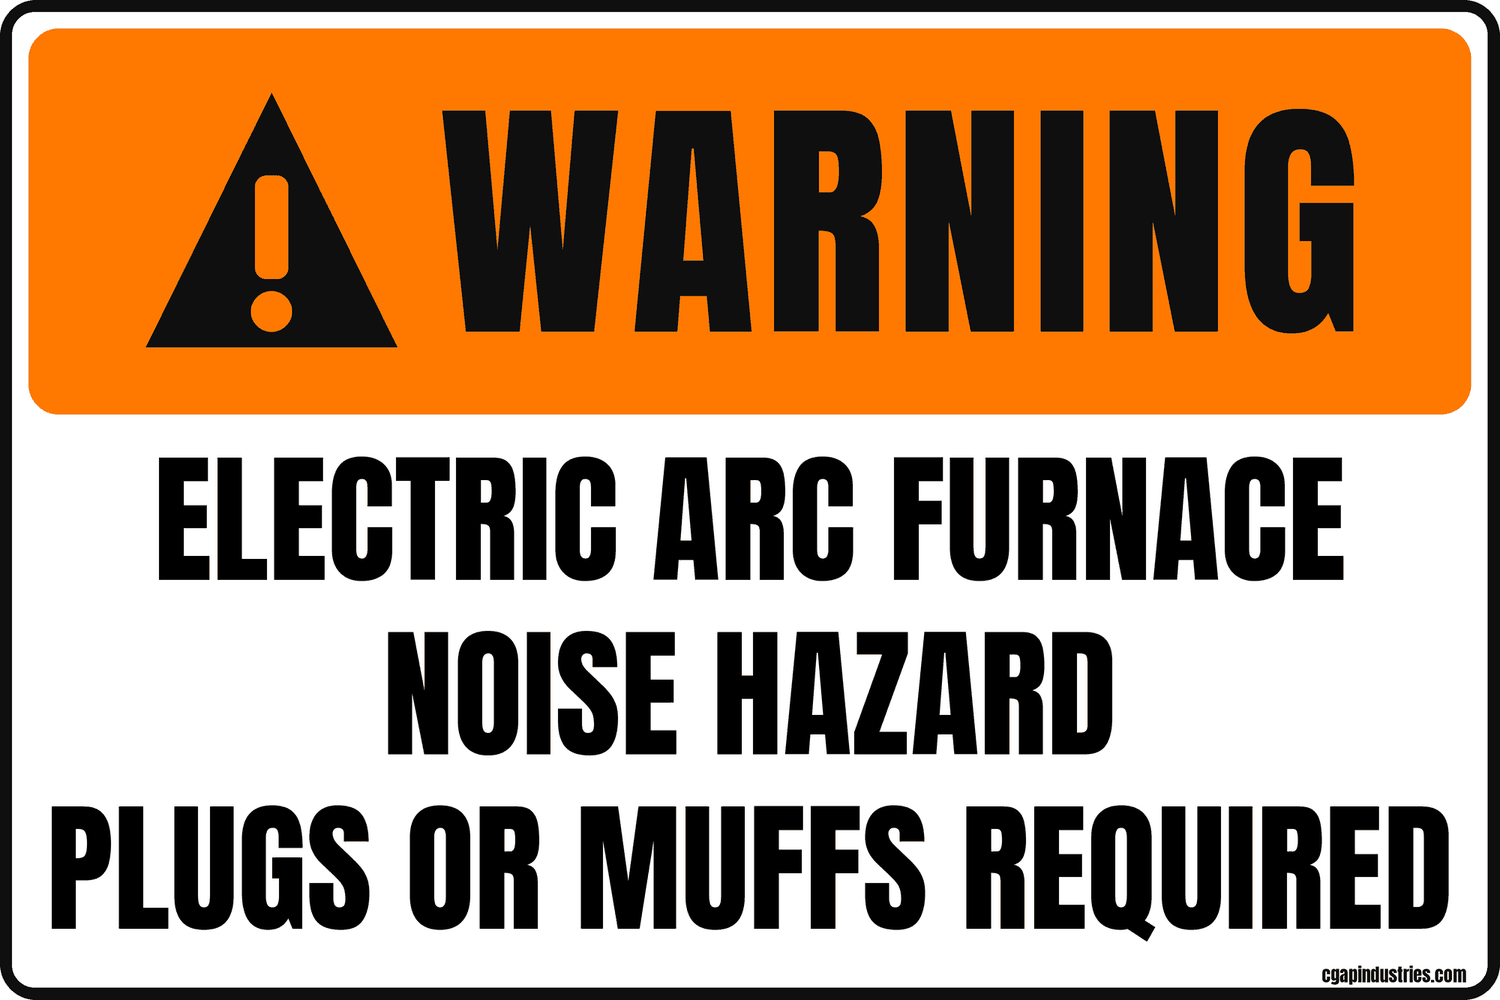 WARNING
ELECTRIC ARC FURNACE
NOISE HAZARD
PLUGS OR MUFFS REQUIRED
cgapindustries.com